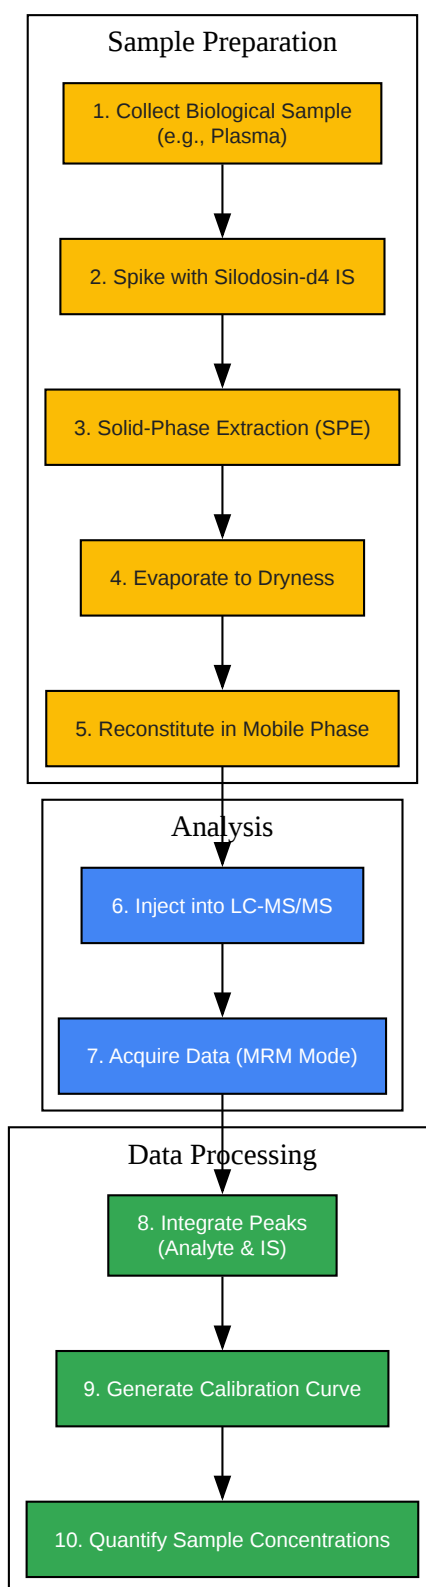 Sample Preparation
1. Collect Biological Sample
(e.g., Plasma)
2. Spike with Silodosin-d4 IS
3. Solid-Phase Extraction (SPE)
4. Evaporate to Dryness
5. Reconstitute in Mobile Phase
Analysis
6. Inject into LC-MS/MS
7. Acquire Data (MRM Mode)
Data Processing
8. Integrate Peaks
(Analyte & IS)
9. Generate Calibration Curve
10. Quantify Sample Concentrations